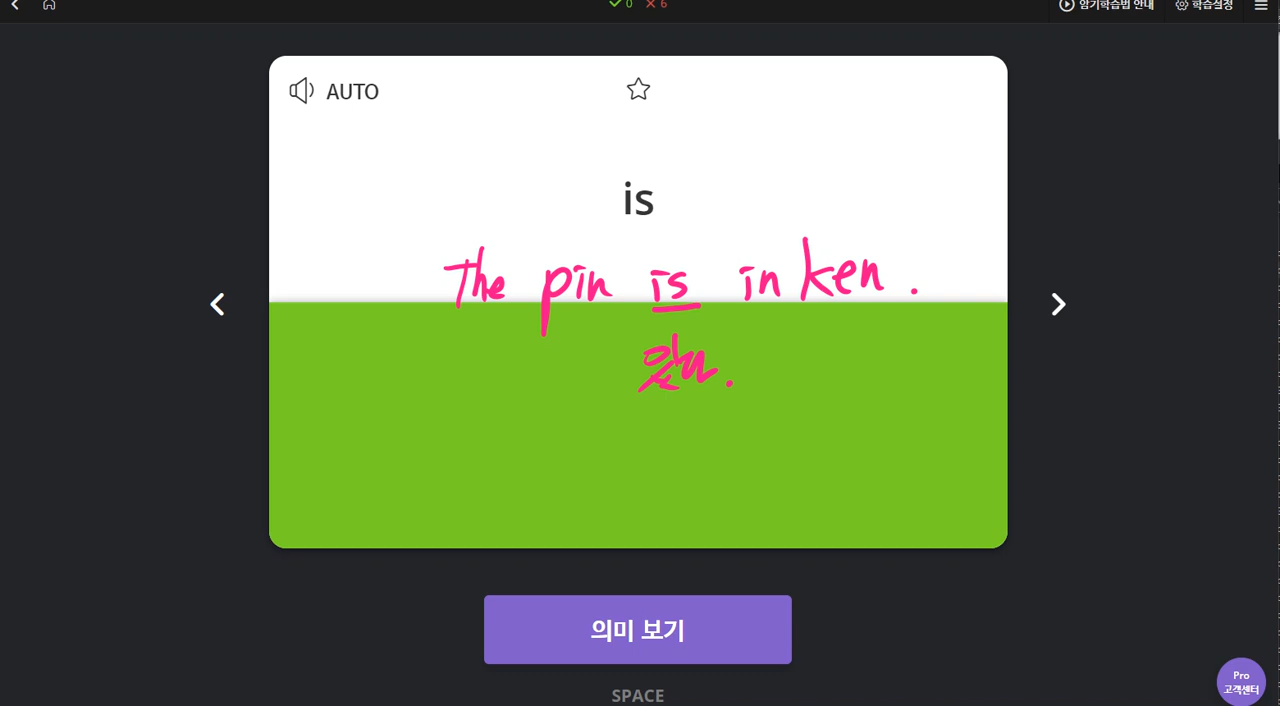 0 6 암기학습법 안내 학습설정
AUTO
is
The pin is in ken.
있다.
의미 보기
SPACE
Pro
고객센터